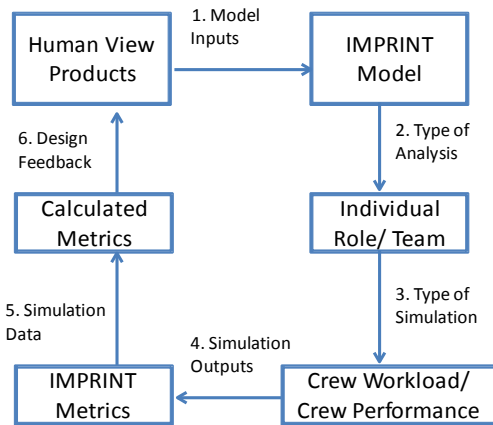 Human View
Products
1. Model
Inputs
IMPRINT
Model
2. Type of
Analysis
Individual
Role/ Team
3. Type of
Simulation
Crew Workload/
Crew Performance
4. Simulation
Outputs
IMPRINT
Metrics
5. Simulation
Data
Calculated
Metrics
6. Design
Feedback